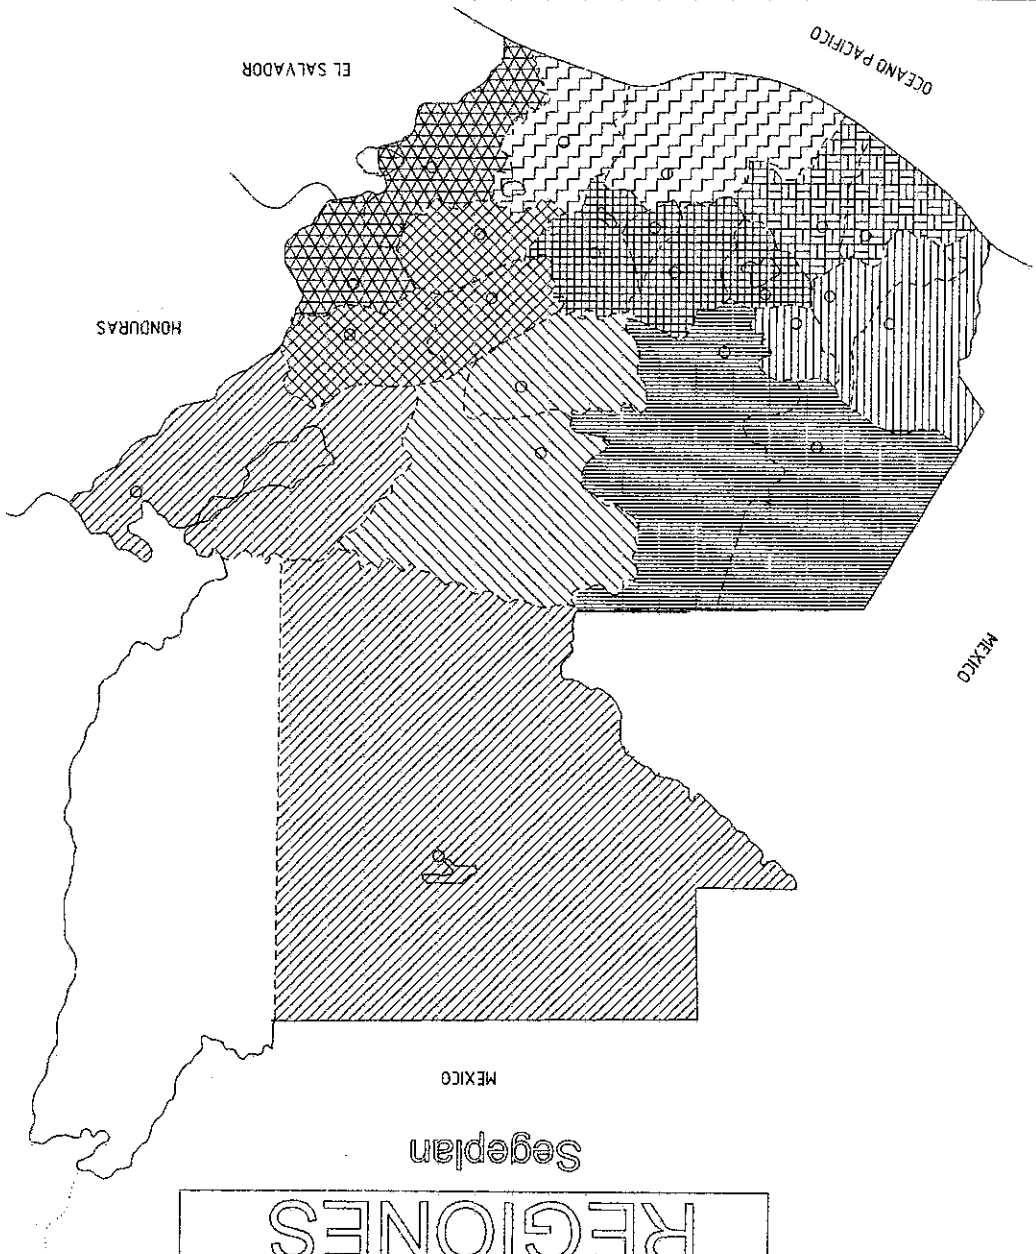 REGIONES
Segeplan
MEXICO
MEXICO
HONDURAS
EL SALVADOR
OCEANO PACIFICO